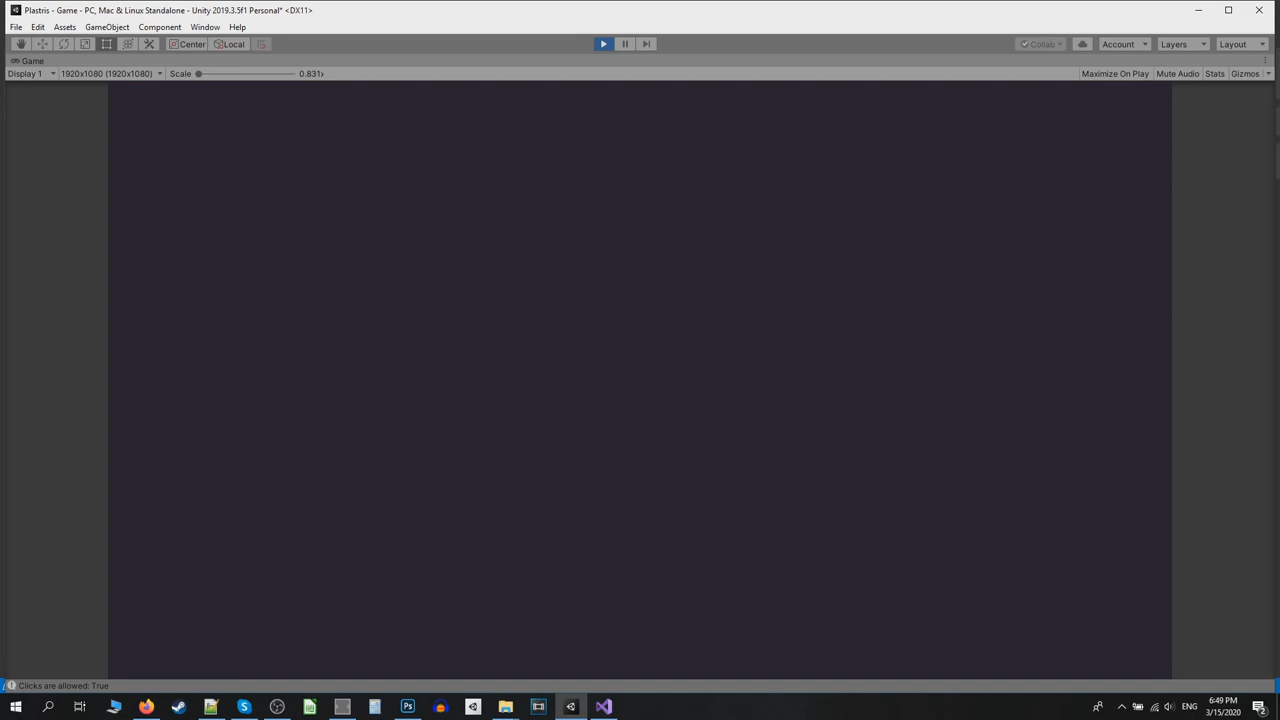 Plastris - Game - PC, Mac & Linux Standalone - Unity 2019.3.5f1 Personal* <DX11>
File Edit Assets GameObject Component Window Help
Center Local Collab Account Layers Layout
Game
Display 1 1920x1080 (1920x1080) Scale 0.831x Maximize On Play Mute Audio Stats Gizmos
Clicks are allowed: True
Ps ENG 6:49 PM
3/15/2020 2